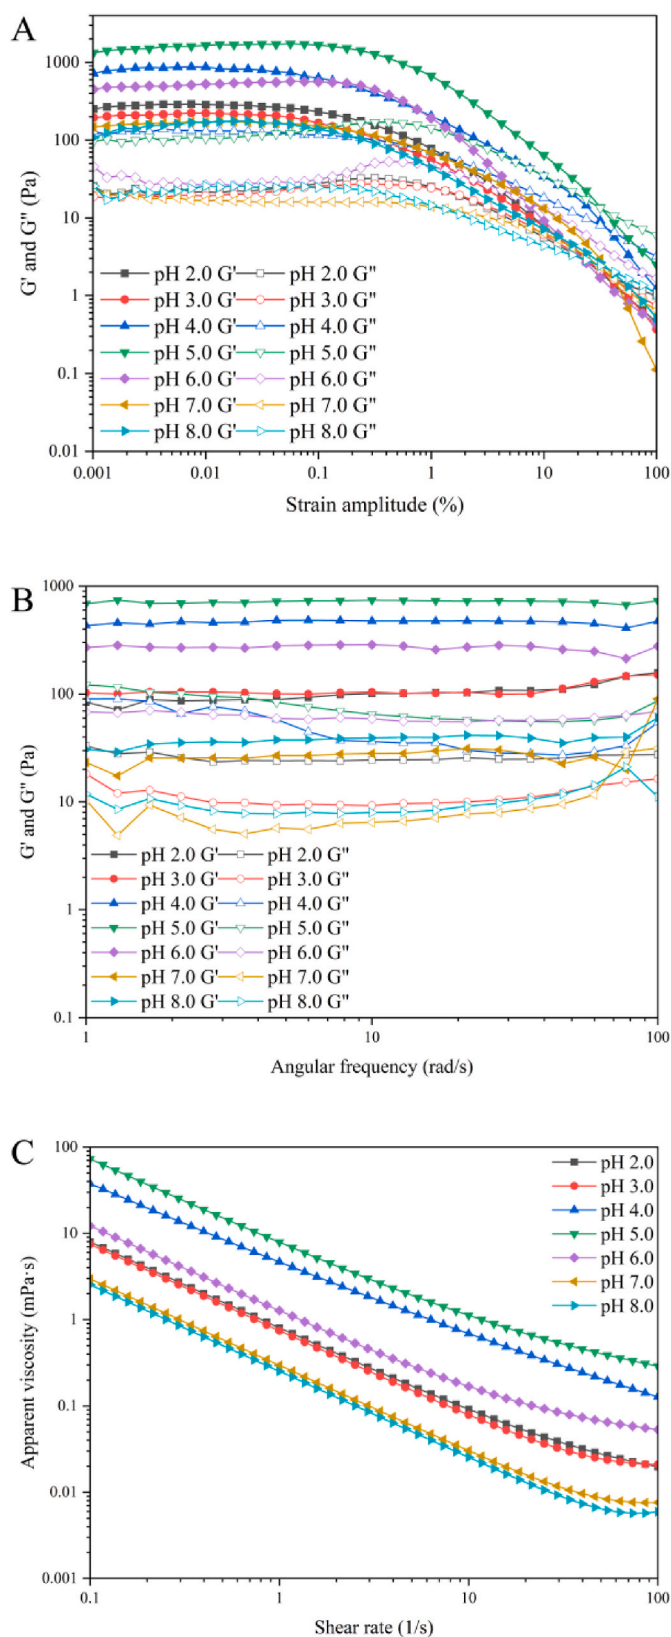 A
G' and G" (Pa)
1000
100
10
1
0.1
0.01
pH 2.0 G' pH 2.0 G"
pH 3.0 G' pH 3.0 G"
pH 4.0 G' pH 4.0 G"
pH 5.0 G' pH 5.0 G"
pH 6.0 G' pH 6.0 G"
pH 7.0 G' pH 7.0 G"
pH 8.0 G' pH 8.0 G"
0.001 0.01 0.1 1 10 100
Strain amplitude (%)
B
G' and G" (Pa)
1000
100
10
1
0.1
pH 2.0 G' pH 2.0 G"
pH 3.0 G' pH 3.0 G"
pH 4.0 G' pH 4.0 G"
pH 5.0 G' pH 5.0 G"
pH 6.0 G' pH 6.0 G"
pH 7.0 G' pH 7.0 G"
pH 8.0 G' pH 8.0 G"
1 10 100
Angular frequency (rad/s)
C
Apparent viscosity (mPa·s)
100
10
1
0.1
0.01
0.001
pH 2.0
pH 3.0
pH 4.0
pH 5.0
pH 6.0
pH 7.0
pH 8.0
0.1 1 10 100
Shear rate (1/s)